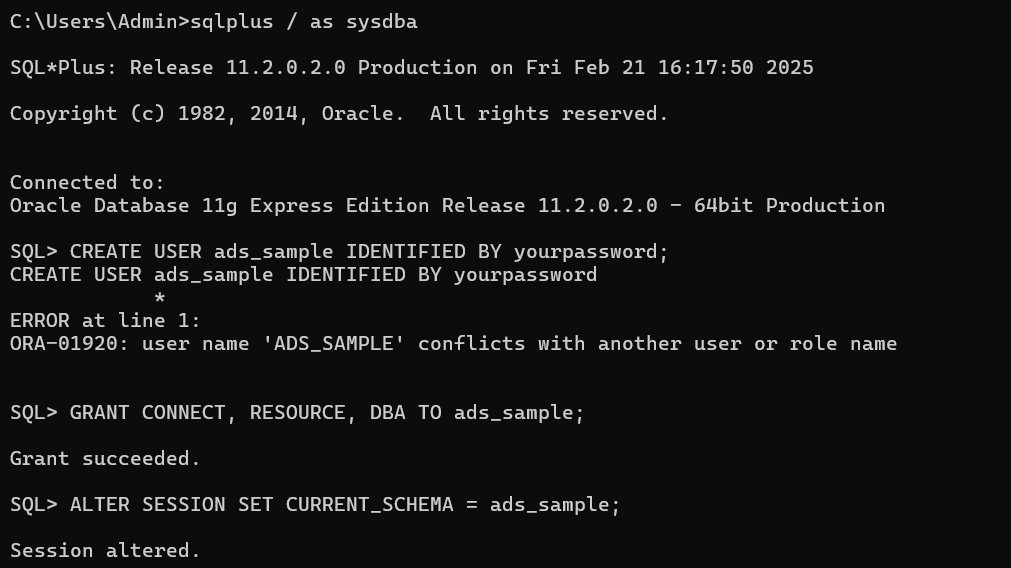 C:\Users\Admin>sqlplus / as sysdba
SQL*Plus: Release 11.2.0.2.0 Production on Fri Feb 21 16:17:50 2025
Copyright (c) 1982, 2014, Oracle.  All rights reserved.
Connected to:
Oracle Database 11g Express Edition Release 11.2.0.2.0 - 64bit Production
SQL> CREATE USER ads_sample IDENTIFIED BY yourpassword;
CREATE USER ads_sample IDENTIFIED BY yourpassword
            *
ERROR at line 1:
ORA-01920: user name 'ADS_SAMPLE' conflicts with another user or role name
SQL> GRANT CONNECT, RESOURCE, DBA TO ads_sample;
Grant succeeded.
SQL> ALTER SESSION SET CURRENT_SCHEMA = ads_sample;
Session altered.